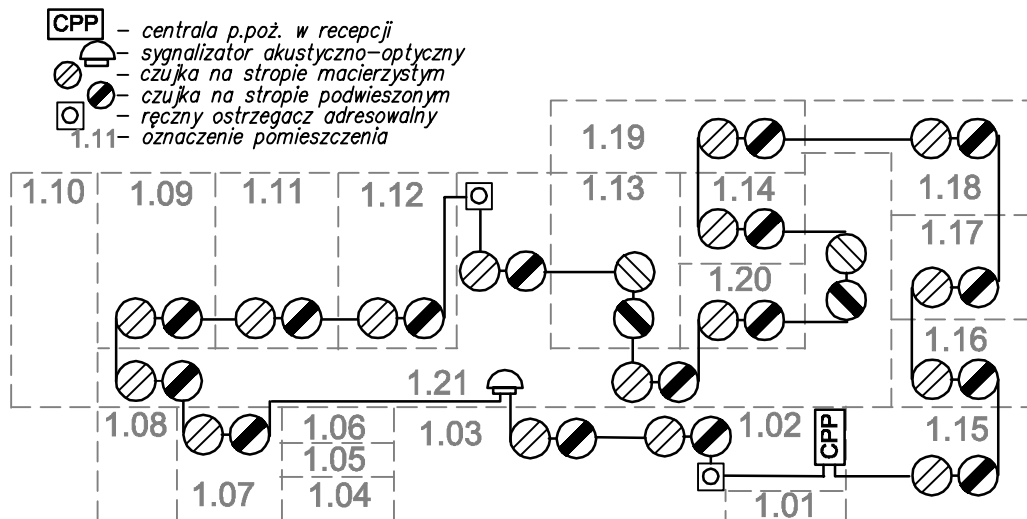 CPP – centrala p.poż. w recepcji
– sygnalizator akustyczno–optyczny
– czujka na stropie macierzystym
– czujka na stropie podwieszonym
– ręczny ostrzegacz adresowalny
1.11 – oznaczenie pomieszczenia
1.19
1.10 1.09 1.11 1.12 1.13 1.14 1.18
1.17
1.20
1.16
1.21
1.08 1.06 1.03 1.02 CPP 1.15
1.05
1.07 1.04 1.01